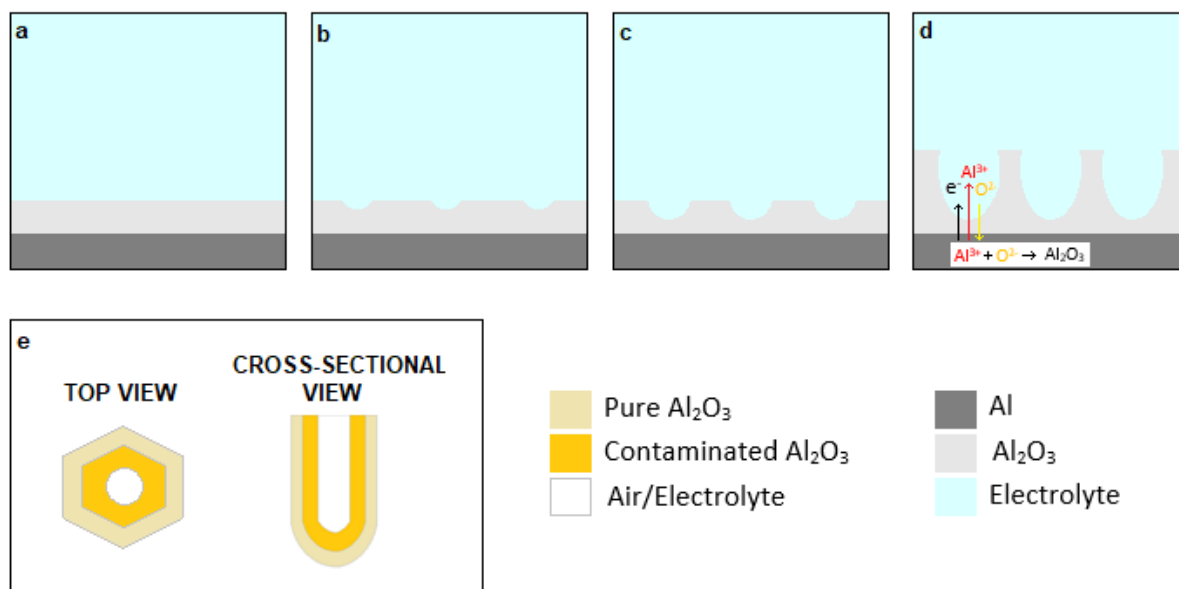 a
b
c
d
Al³⁺
e⁻
O²⁻
Al³⁺ + O²⁻ → Al₂O₃
e
TOP VIEW
CROSS-SECTIONAL
VIEW
Pure Al₂O₃
Contaminated Al₂O₃
Air/Electrolyte
Al
Al₂O₃
Electrolyte